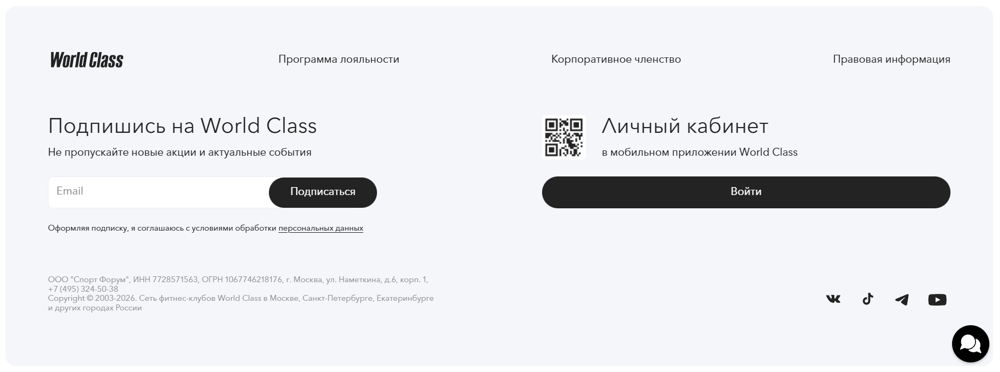 World Class
Программа лояльности
Корпоративное членство
Правовая информация
Подпишись на World Class
Не пропускайте новые акции и актуальные события
Email
Подписаться
Оформляя подписку, я соглашаюсь с условиями обработки персональных данных
Личный кабинет
в мобильном приложении World Class
Войти
ООО "Спорт Форум", ИНН 7728571563, ОГРН 1067746218176, г. Москва, ул. Наметкина, д.6, корп. 1,
+7 (495) 324-50-38
Copyright © 2003-2026. Сеть фитнес-клубов World Class в Москве, Санкт-Петербурге, Екатеринбурге
и других городах России